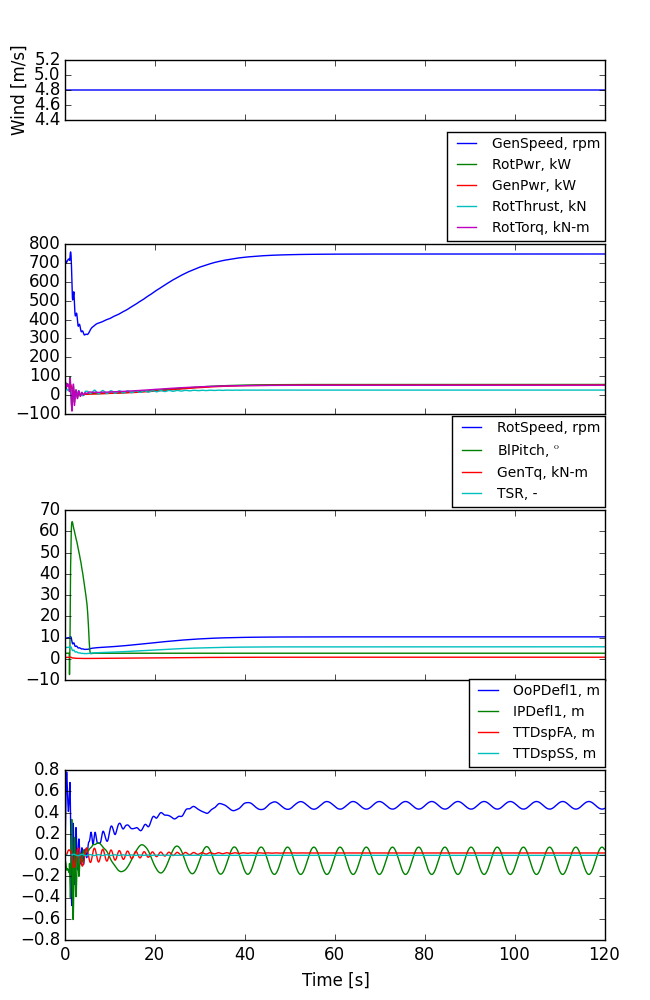 Wind [m/s]
5.2
5.0
4.8
4.6
4.4
GenSpeed, rpm
RotPwr, kW
GenPwr, kW
RotThrust, kN
RotTorq, kN-m
800
700
600
500
400
300
200
100
0
−100
RotSpeed, rpm
BlPitch, °
GenTq, kN-m
TSR, -
70
60
50
40
30
20
10
0
−10
OoPDefl1, m
IPDefl1, m
TTDspFA, m
TTDspSS, m
0.8
0.6
0.4
0.2
0.0
−0.2
−0.4
−0.6
−0.8
0 20 40 60 80 100 120
Time [s]